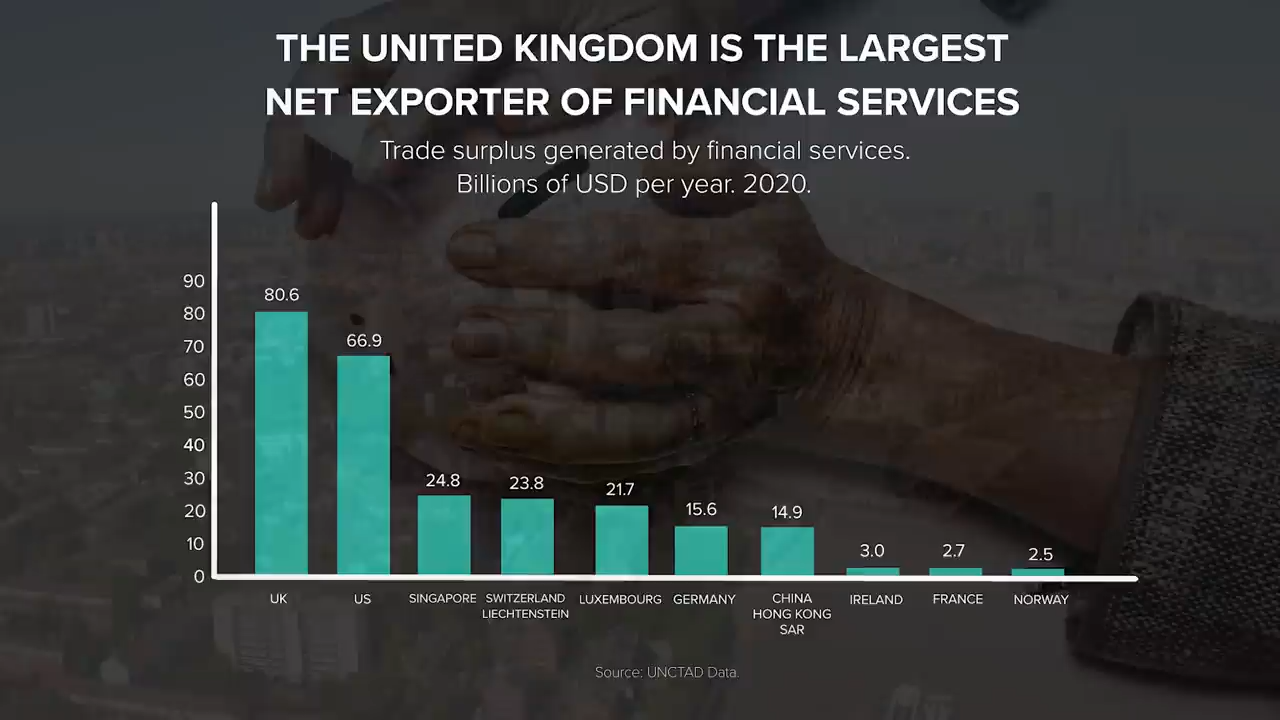 THE UNITED KINGDOM IS THE LARGEST
NET EXPORTER OF FINANCIAL SERVICES
Trade surplus generated by financial services.
Billions of USD per year. 2020.
90
80
70
60
50
40
30
20
10
0
80.6
66.9
24.8
23.8
21.7
15.6
14.9
3.0
2.7
2.5
UK
US
SINGAPORE
SWITZERLAND
LIECHTENSTEIN
LUXEMBOURG
GERMANY
CHINA
HONG KONG
SAR
IRELAND
FRANCE
NORWAY
Source: UNCTAD Data.